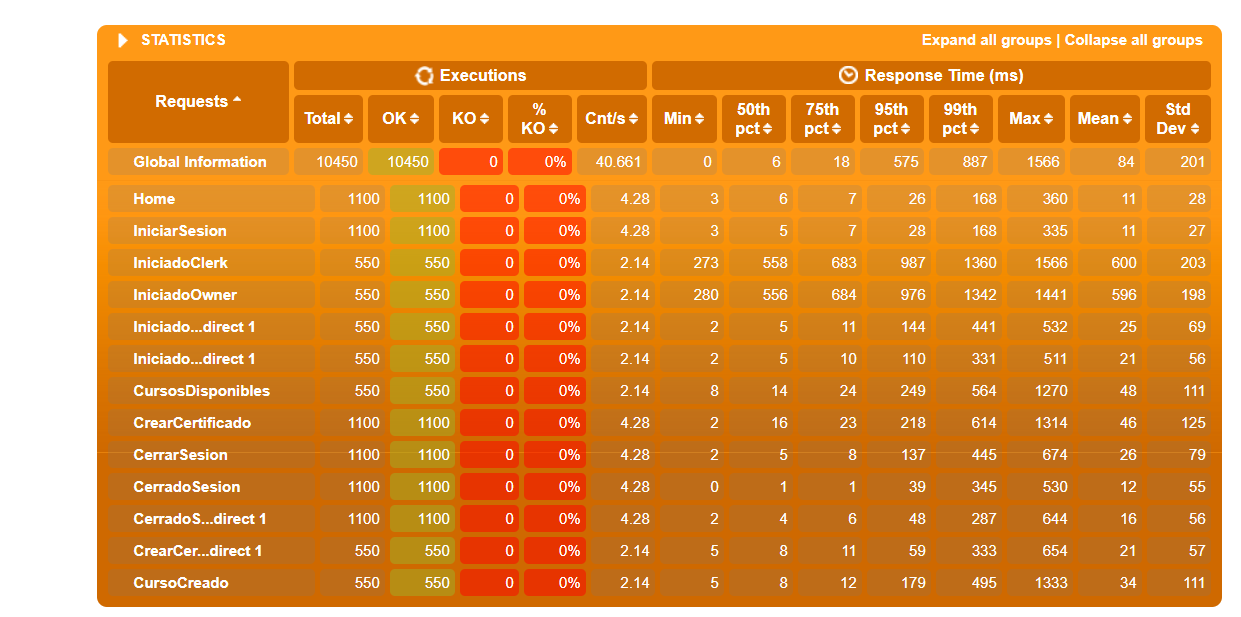 STATISTICS Expand all groups | Collapse all groups
Requests Executions Response Time (ms)
Total OK KO % KO Cnt/s Min 50th pct 75th pct 95th pct 99th pct Max Mean Std Dev
Global Information 10450 10450 0 0% 40.661 0 6 18 575 887 1566 84 201
Home 1100 1100 0 0% 4.28 3 6 7 26 168 360 11 28
IniciarSesion 1100 1100 0 0% 4.28 3 5 7 28 168 335 11 27
IniciadoClerk 550 550 0 0% 2.14 273 558 683 987 1360 1566 600 203
IniciadoOwner 550 550 0 0% 2.14 280 556 684 976 1342 1441 596 198
Iniciado...direct 1 550 550 0 0% 2.14 2 5 11 144 441 532 25 69
Iniciado...direct 1 550 550 0 0% 2.14 2 5 10 110 331 511 21 56
CursosDisponibles 550 550 0 0% 2.14 8 14 24 249 564 1270 48 111
CrearCertificado 1100 1100 0 0% 4.28 2 16 23 218 614 1314 46 125
CerrarSesion 1100 1100 0 0% 4.28 2 5 8 137 445 674 26 79
CerradoSesion 1100 1100 0 0% 4.28 0 1 1 39 345 530 12 55
CerradoS...direct 1 1100 1100 0 0% 4.28 2 4 6 48 287 644 16 56
CrearCer...direct 1 550 550 0 0% 2.14 5 8 11 59 333 654 21 57
CursoCreado 550 550 0 0% 2.14 5 8 12 179 495 1333 34 111